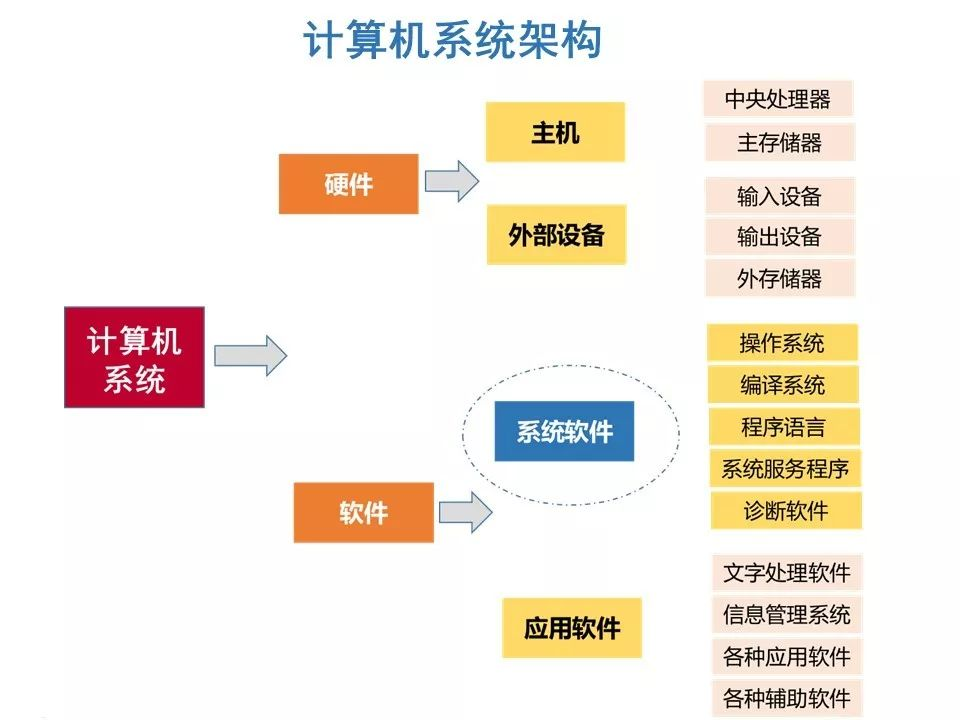 计算机系统架构
中央处理器
主机
主存储器
硬件
输入设备
外部设备
输出设备
外存储器
计算机
系统
操作系统
编译系统
系统软件
程序语言
系统服务程序
软件
诊断软件
文字处理软件
应用软件
信息管理系统
各种应用软件
各种辅助软件